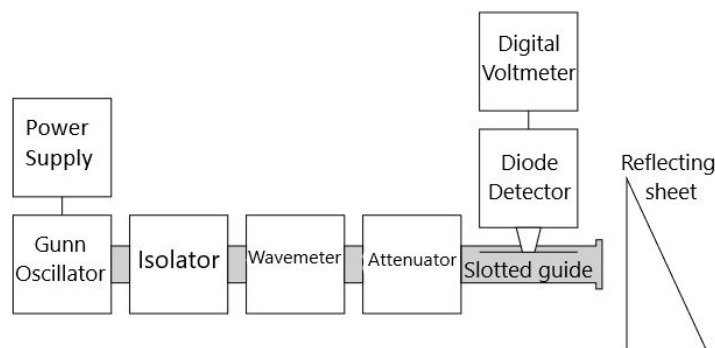 Digital
Voltmeter
Power
Supply
Diode
Detector
Reflecting
sheet
Gunn
Oscillator
Isolator
Wavemeter
Attenuator
Slotted guide